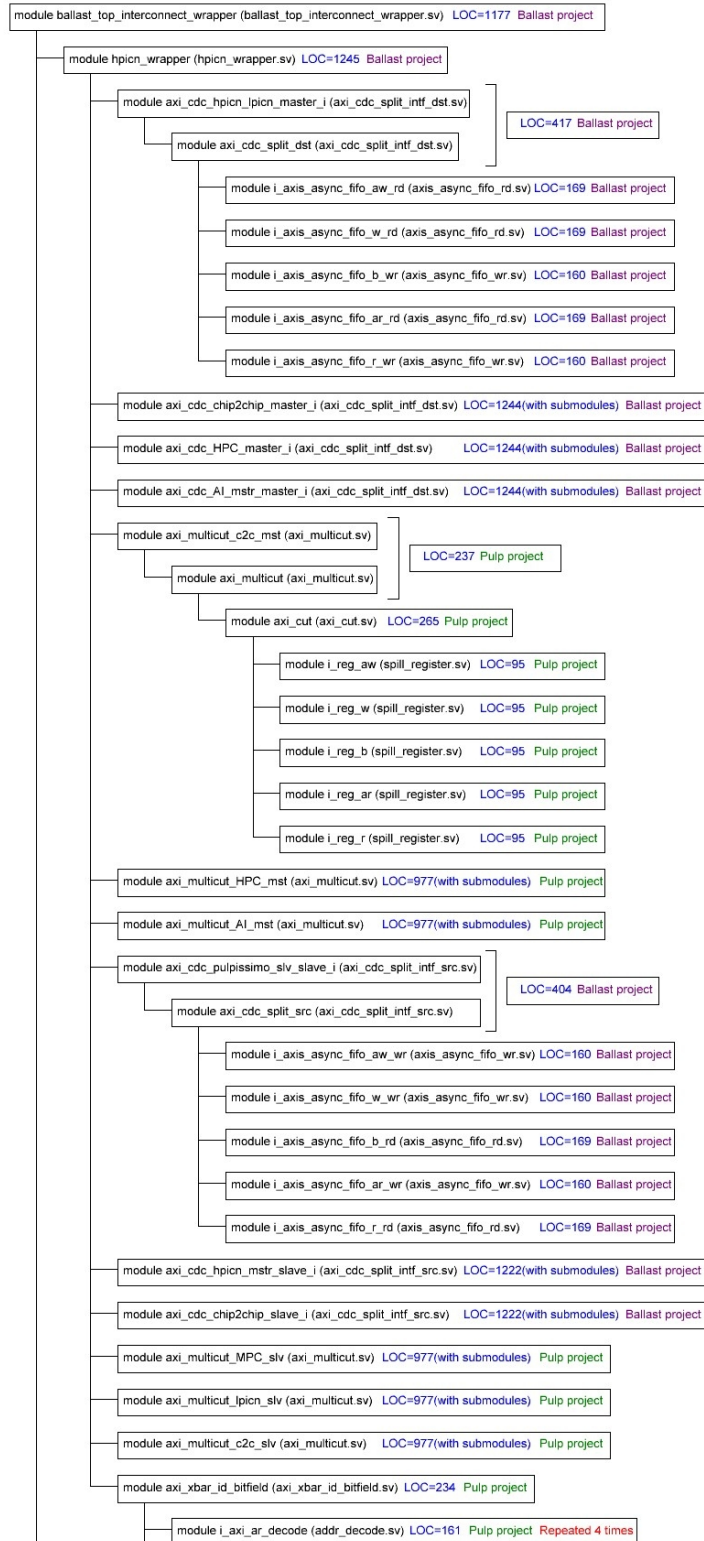 module ballast_top_interconnect_wrapper (ballast_top_interconnect_wrapper.sv) LOC=1177 Ballast project
module hpicn_wrapper (hpicn_wrapper.sv) LOC=1245 Ballast project
module axi_cdc_hpicn_lpicn_master_i (axi_cdc_split_intf_dst.sv)
LOC=417 Ballast project
module axi_cdc_split_dst (axi_cdc_split_intf_dst.sv)
module i_axis_async_fifo_aw_rd (axis_async_fifo_rd.sv) LOC=169 Ballast project
module i_axis_async_fifo_w_rd (axis_async_fifo_rd.sv) LOC=169 Ballast project
module i_axis_async_fifo_b_wr (axis_async_fifo_wr.sv) LOC=160 Ballast project
module i_axis_async_fifo_ar_rd (axis_async_fifo_rd.sv) LOC=169 Ballast project
module i_axis_async_fifo_r_wr (axis_async_fifo_wr.sv) LOC=160 Ballast project
module axi_cdc_chip2chip_master_i (axi_cdc_split_intf_dst.sv) LOC=1244(with submodules) Ballast project
module axi_cdc_HPC_master_i (axi_cdc_split_intf_dst.sv) LOC=1244(with submodules) Ballast project
module axi_cdc_AI_mstr_master_i (axi_cdc_split_intf_dst.sv) LOC=1244(with submodules) Ballast project
module axi_multicut_c2c_mst (axi_multicut.sv)
LOC=237 Pulp project
module axi_multicut (axi_multicut.sv)
module axi_cut (axi_cut.sv) LOC=265 Pulp project
module i_reg_aw (spill_register.sv) LOC=95 Pulp project
module i_reg_w (spill_register.sv) LOC=95 Pulp project
module i_reg_b (spill_register.sv) LOC=95 Pulp project
module i_reg_ar (spill_register.sv) LOC=95 Pulp project
module i_reg_r (spill_register.sv) LOC=95 Pulp project
module axi_multicut_HPC_mst (axi_multicut.sv) LOC=977(with submodules) Pulp project
module axi_multicut_AI_mst (axi_multicut.sv) LOC=977(with submodules) Pulp project
module axi_cdc_pulpissimo_slv_slave_i (axi_cdc_split_intf_src.sv)
LOC=404 Ballast project
module axi_cdc_split_src (axi_cdc_split_intf_src.sv)
module i_axis_async_fifo_aw_wr (axis_async_fifo_wr.sv) LOC=160 Ballast project
module i_axis_async_fifo_w_wr (axis_async_fifo_wr.sv) LOC=160 Ballast project
module i_axis_async_fifo_b_rd (axis_async_fifo_rd.sv) LOC=169 Ballast project
module i_axis_async_fifo_ar_wr (axis_async_fifo_wr.sv) LOC=160 Ballast project
module i_axis_async_fifo_r_rd (axis_async_fifo_rd.sv) LOC=169 Ballast project
module axi_cdc_hpicn_mstr_slave_i (axi_cdc_split_intf_src.sv) LOC=1222(with submodules) Ballast project
module axi_cdc_chip2chip_slave_i (axi_cdc_split_intf_src.sv) LOC=1222(with submodules) Ballast project
module axi_multicut_MPC_slv (axi_multicut.sv) LOC=977(with submodules) Pulp project
module axi_multicut_lpicn_slv (axi_multicut.sv) LOC=977(with submodules) Pulp project
module axi_multicut_c2c_slv (axi_multicut.sv) LOC=977(with submodules) Pulp project
module axi_xbar_id_bitfield (axi_xbar_id_bitfield.sv) LOC=234 Pulp project
module i_axi_ar_decode (addr_decode.sv) LOC=161 Pulp project Repeated 4 times